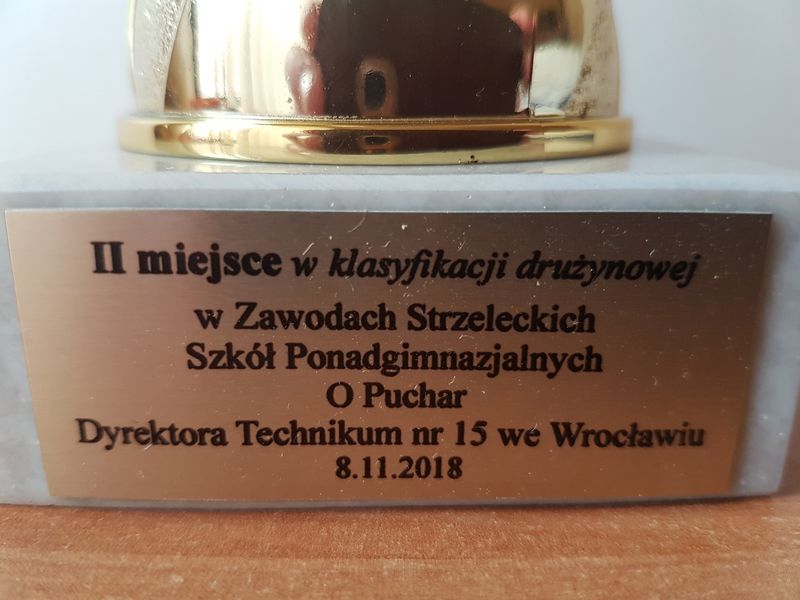 II miejsce w klasyfikacji drużynowej
w Zawodach Strzeleckich
Szkół Ponadgimnazjalnych
O Puchar
Dyrektora Technikum nr 15 we Wrocławiu
8.11.2018